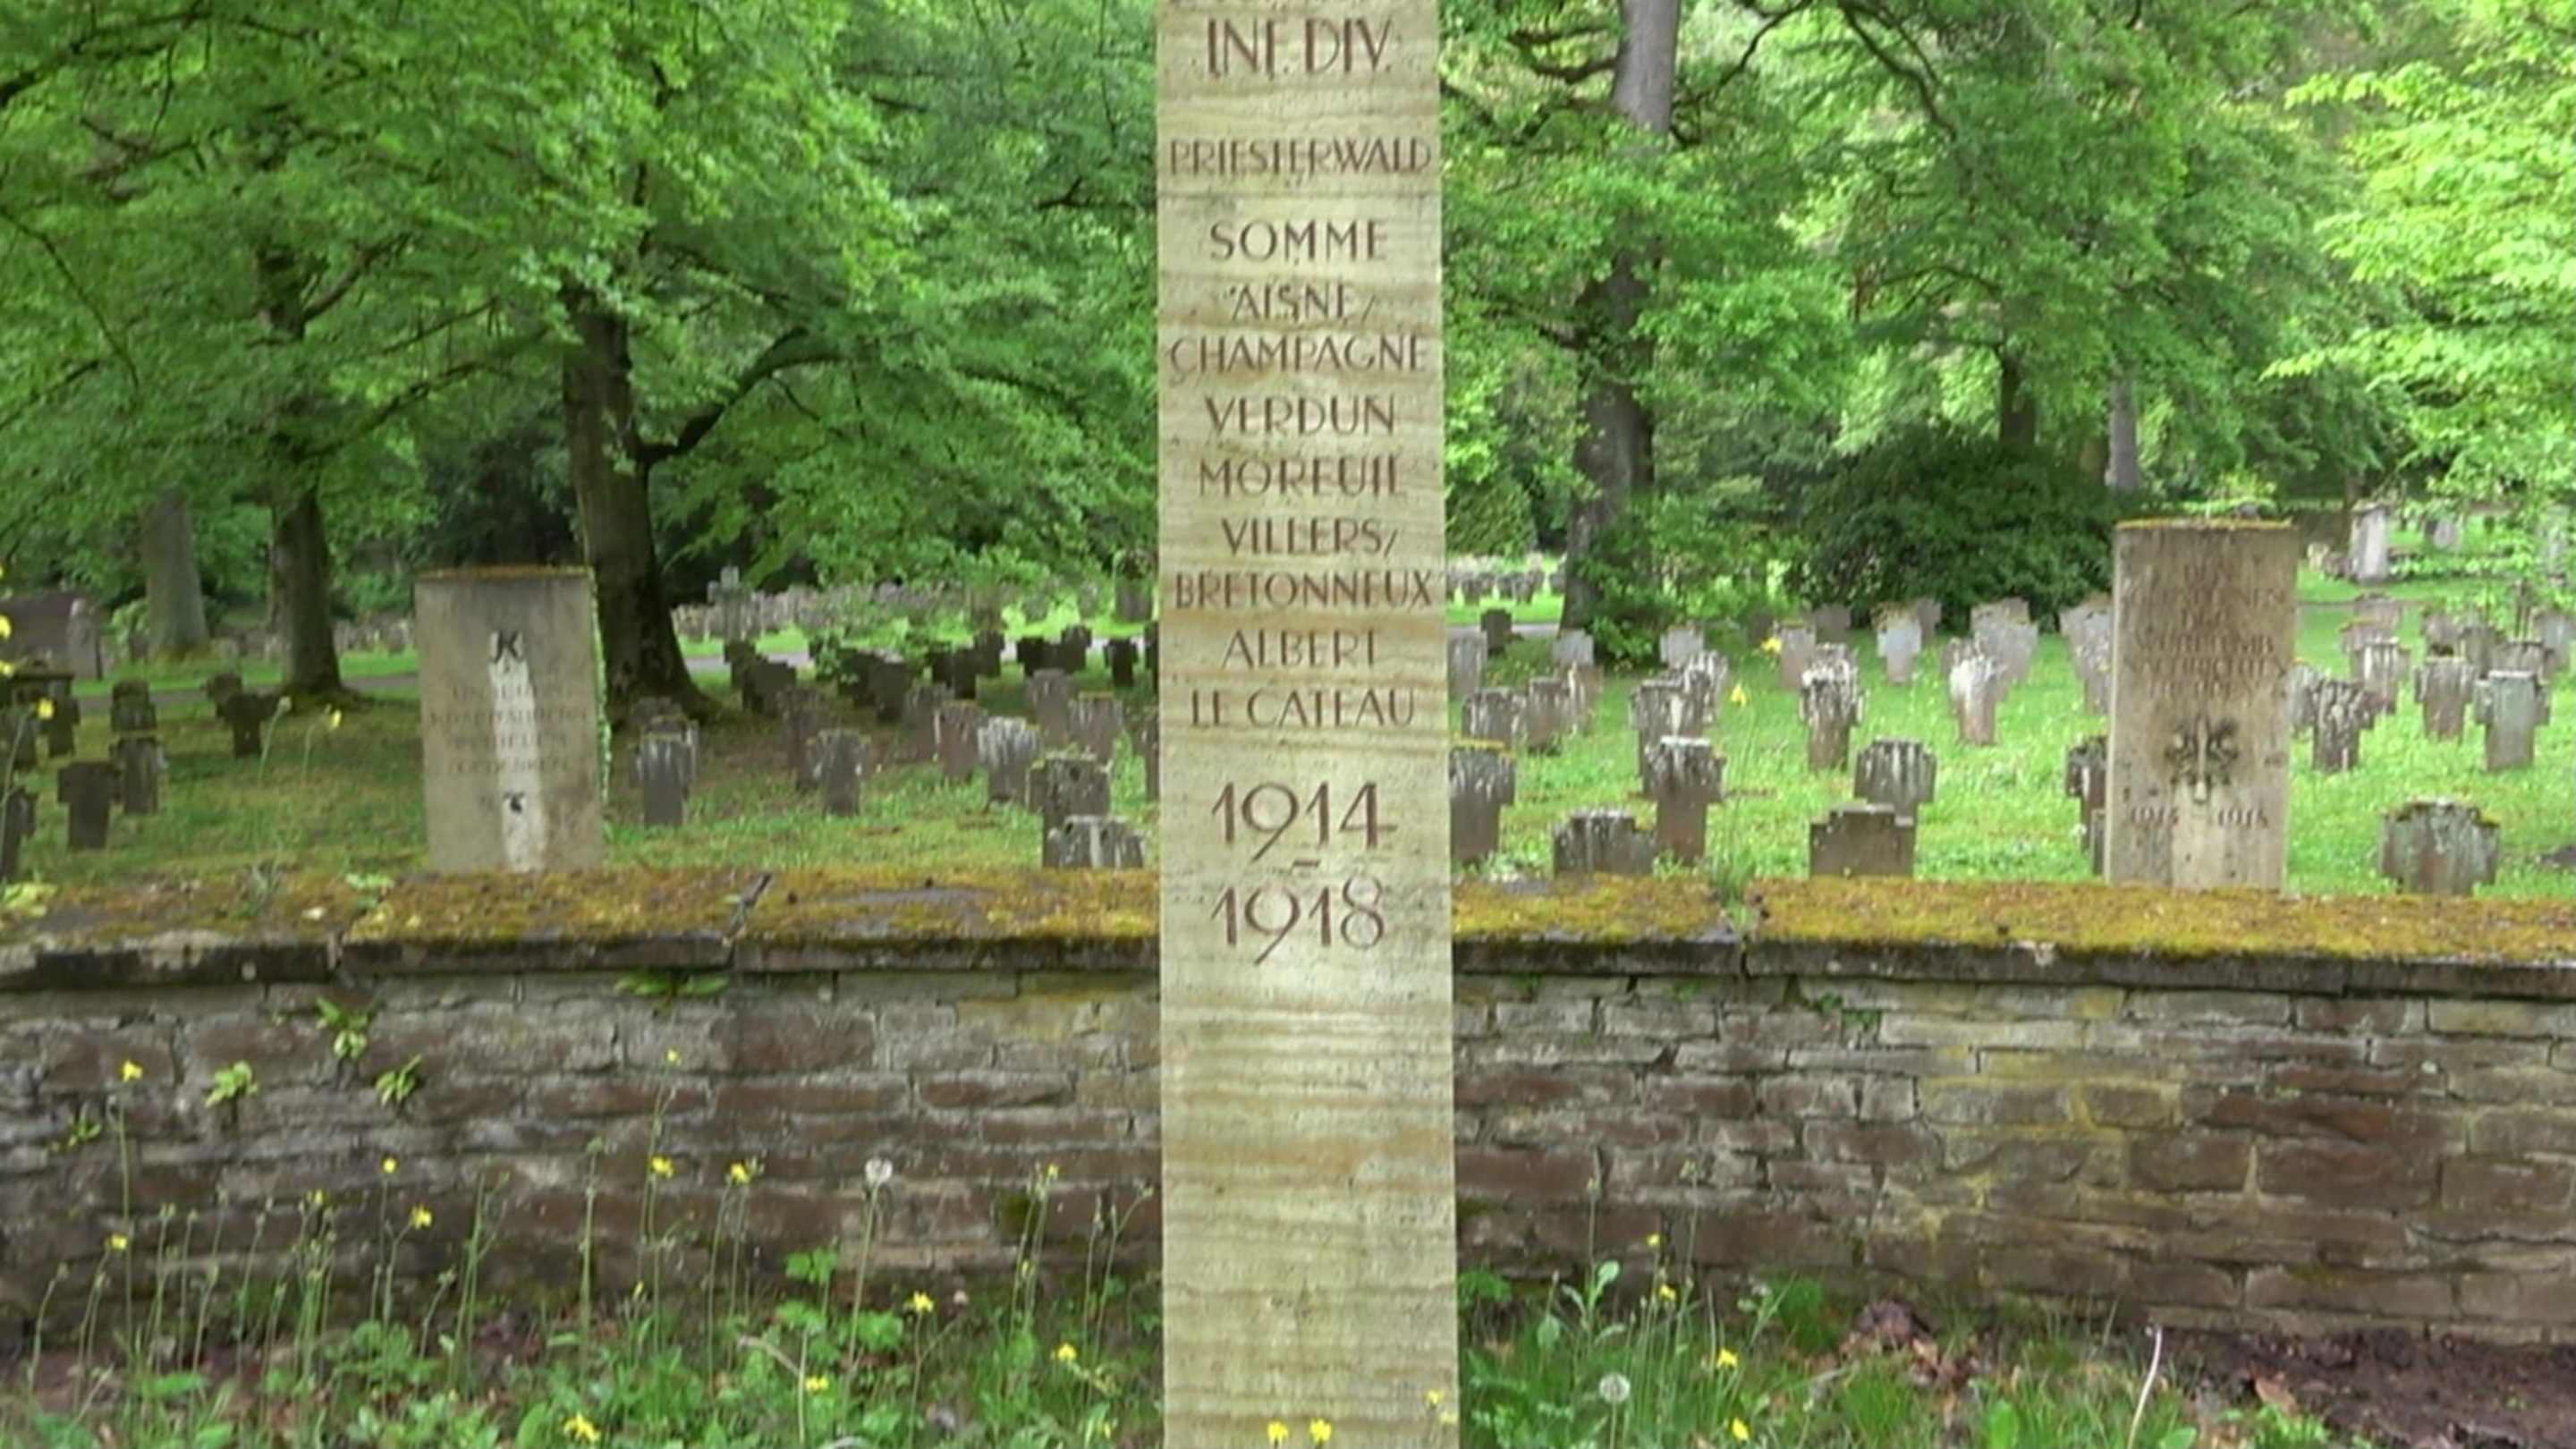 INF. DIV.
PRIESTERWALD
SOMME
AISNE/
CHAMPAGNE
VERDUN
MOREUIL
VILLERS/
BRETONNEUX
ALBERT
LE CATEAU
1914
-
1918